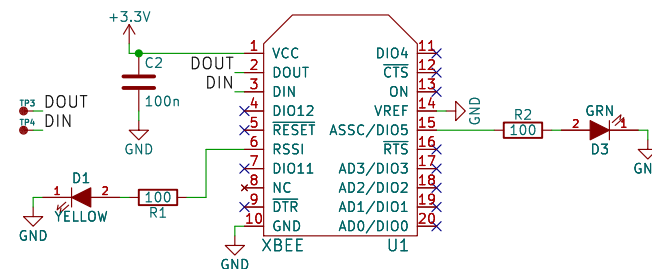 +3.3V
C2
100n
GND
TP3 DOUT
TP4 DIN
DOUT
DIN
1 VCC
2 DOUT
3 DIN
4 DIO12
5 RESET
6 RSSI
7 DIO11
8 NC
9 DTR
10 GND
DIO4 11
CTS 12
ON 13
VREF 14
ASSC/DIO5 15
RTS 16
AD3/DIO3 17
AD2/DIO2 18
AD1/DIO1 19
AD0/DIO0 20
XBEE U1
GND
GND
R2
100
GRN
2 1
D3
D1
1 2
YELLOW
GND
100
R1